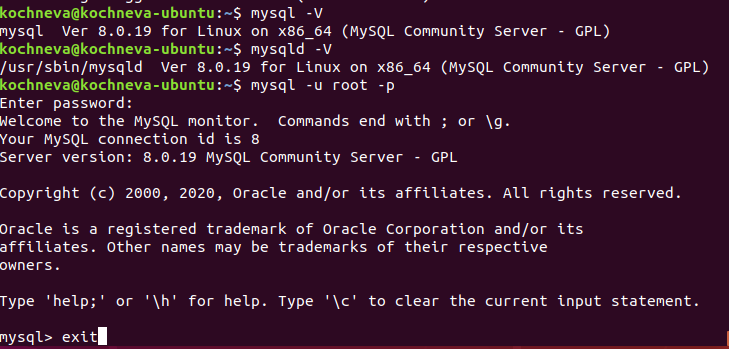 kochneva@kochneva-ubuntu:~$ mysql -V
mysql  Ver 8.0.19 for Linux on x86_64 (MySQL Community Server - GPL)
kochneva@kochneva-ubuntu:~$ mysqld -V
/usr/sbin/mysqld  Ver 8.0.19 for Linux on x86_64 (MySQL Community Server - GPL)
kochneva@kochneva-ubuntu:~$ mysql -u root -p
Enter password:
Welcome to the MySQL monitor.  Commands end with ; or \g.
Your MySQL connection id is 8
Server version: 8.0.19 MySQL Community Server - GPL
Copyright (c) 2000, 2020, Oracle and/or its affiliates. All rights reserved.
Oracle is a registered trademark of Oracle Corporation and/or its
affiliates. Other names may be trademarks of their respective
owners.
Type 'help;' or '\h' for help. Type '\c' to clear the current input statement.
mysql> exit